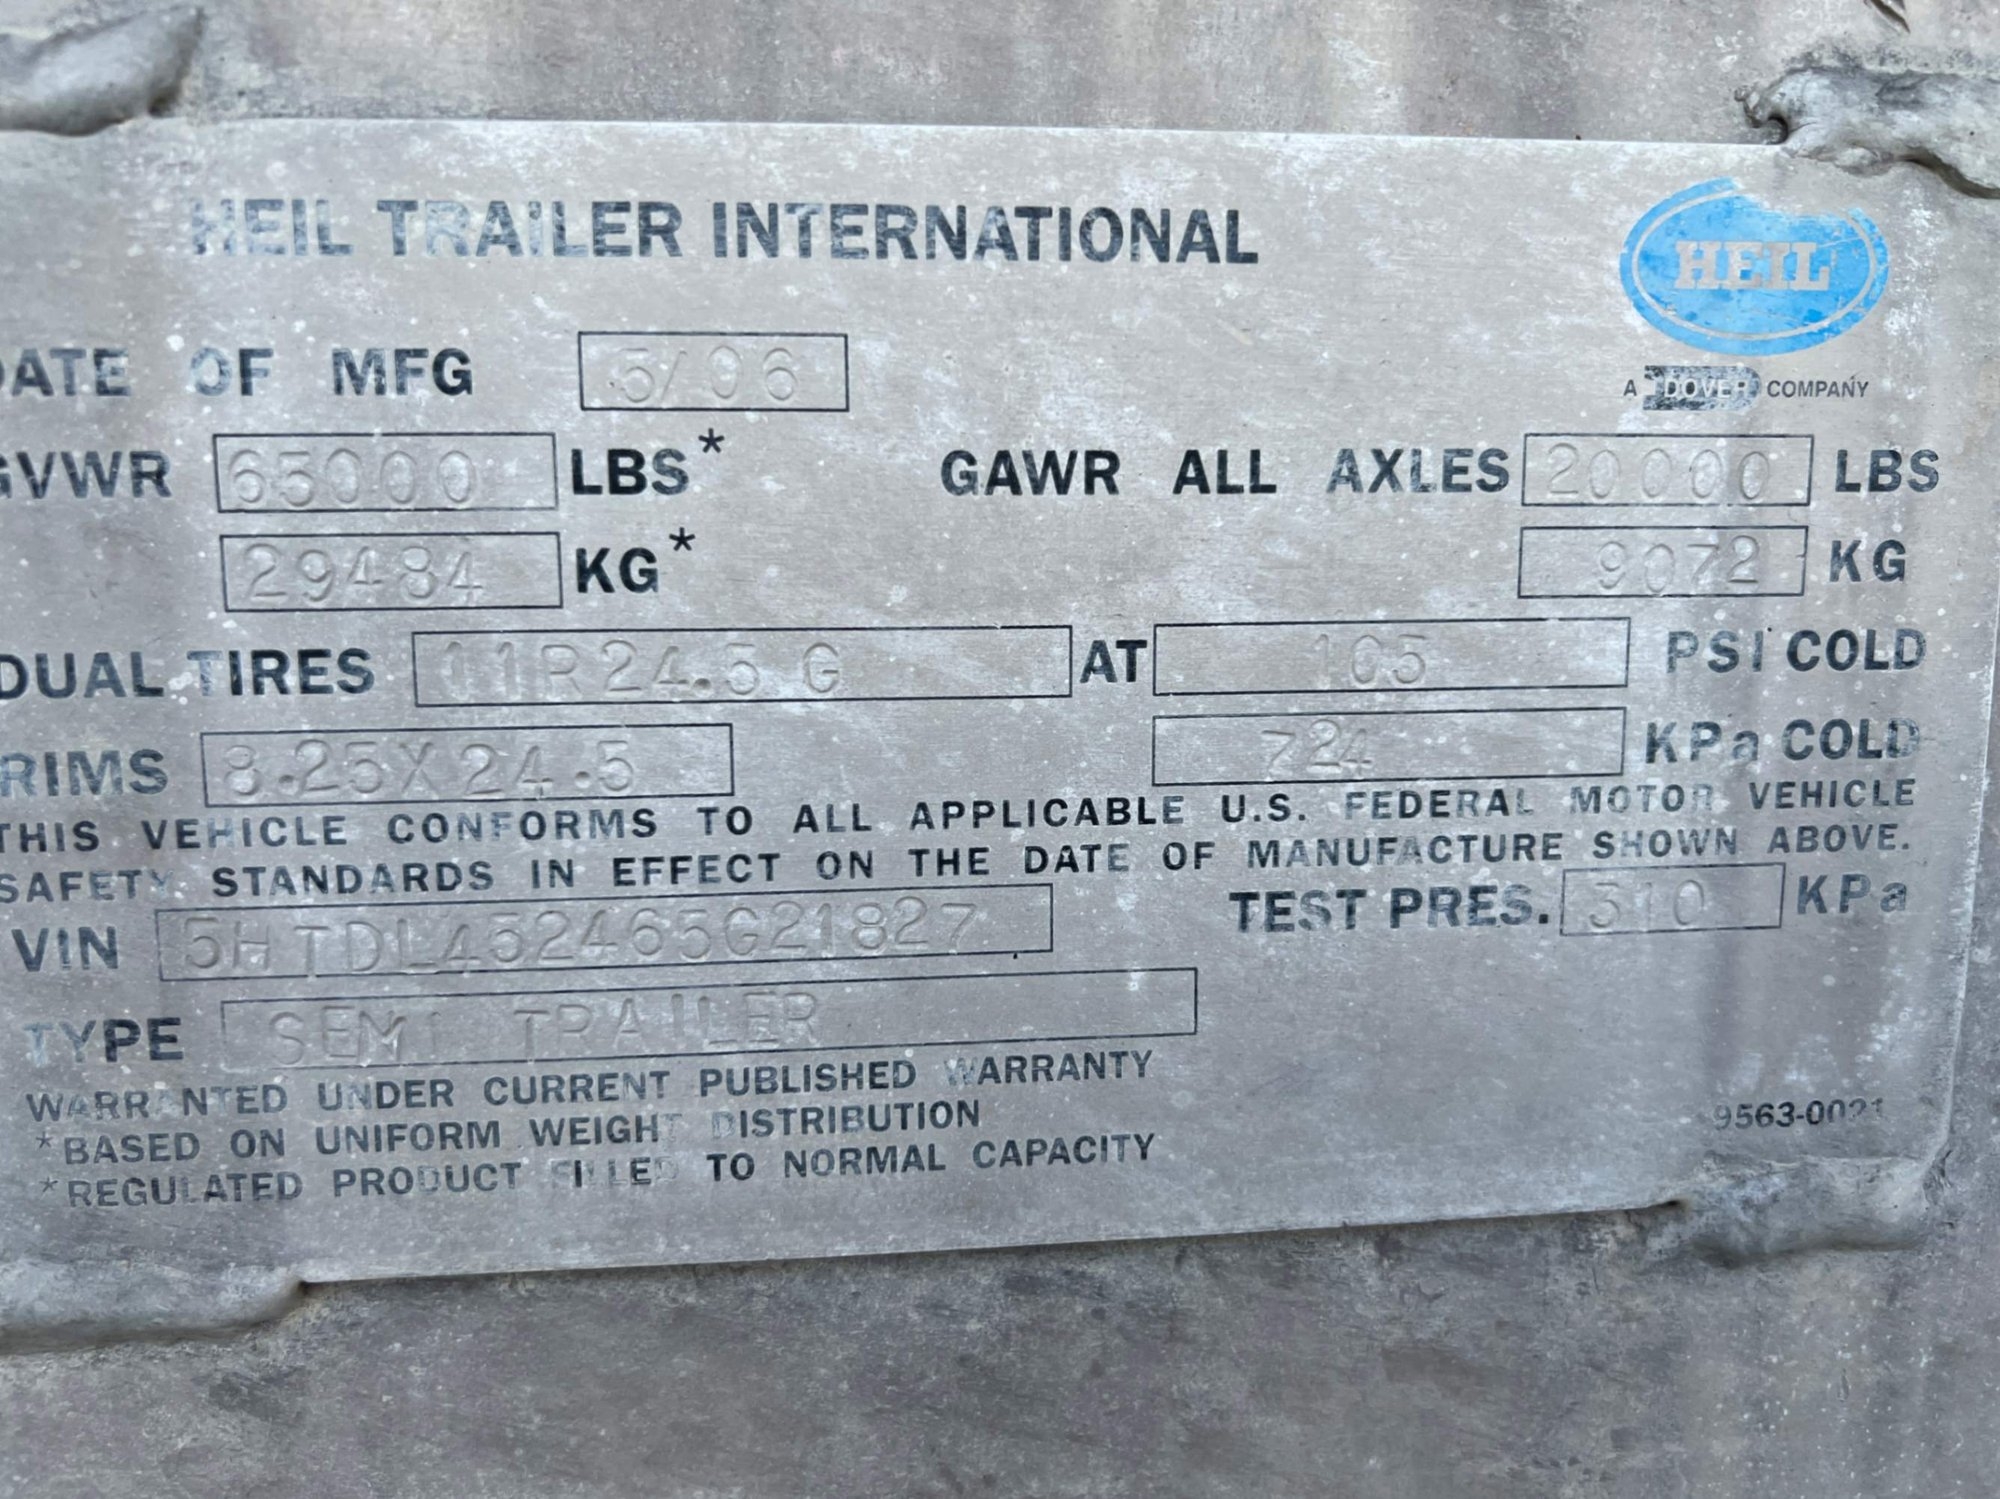 HEIL TRAILER INTERNATIONAL
HEIL
A DOVER COMPANY
DATE OF MFG 5/06
GVWR 65000 LBS* GAWR ALL AXLES 20000 LBS
29484 KG* 9072 KG
DUAL TIRES 11R24.5 G AT 105 PSI COLD
RIMS 8.25X24.5 724 KPa COLD
THIS VEHICLE CONFORMS TO ALL APPLICABLE U.S. FEDERAL MOTOR VEHICLE
SAFETY STANDARDS IN EFFECT ON THE DATE OF MANUFACTURE SHOWN ABOVE.
VIN 5HTDL452465G21827 TEST PRES. 310 KPa
TYPE SEMI TRAILER
WARRANTED UNDER CURRENT PUBLISHED WARRANTY
*BASED ON UNIFORM WEIGHT DISTRIBUTION
*REGULATED PRODUCT FILLED TO NORMAL CAPACITY
9563-0021